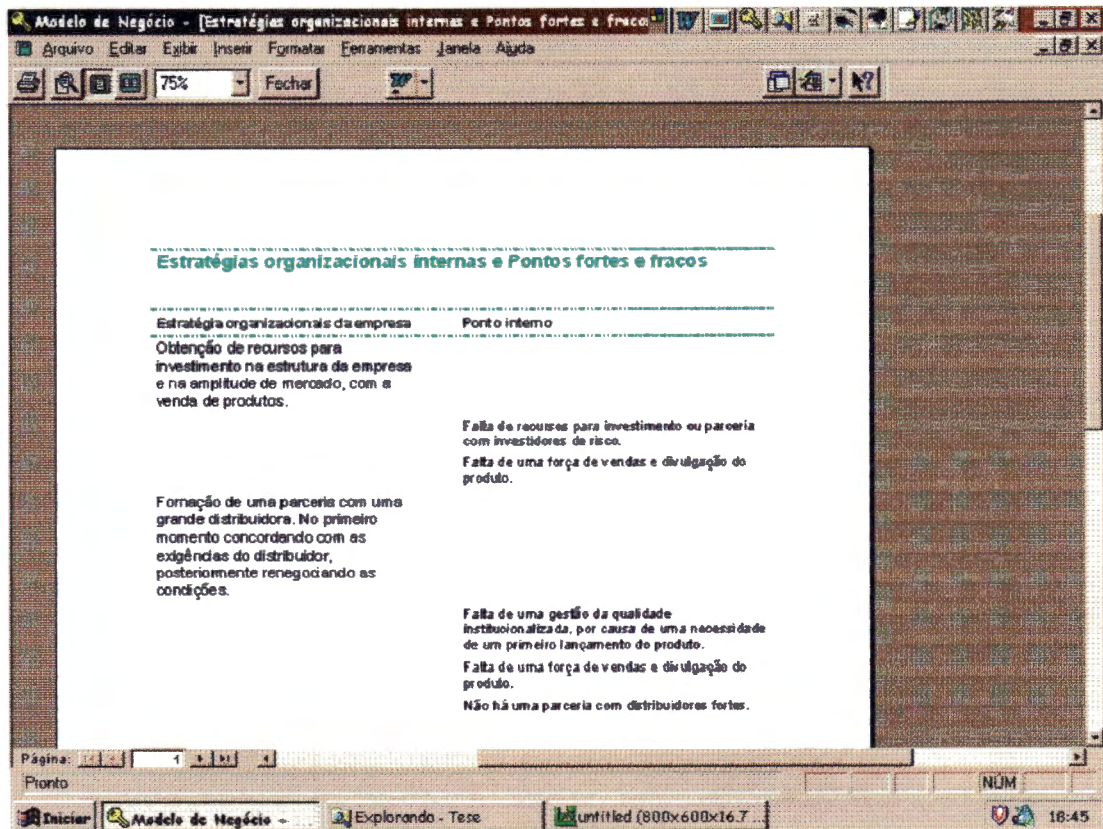 Modelo de Negócio - [Estratégias organizacionais internas e Pontos fortes e fraco
Arquivo Editar Exibir Inserir Formatar Ferramentas Janela Ajuda
75% Fechar
Estratégias organizacionais internas e Pontos fortes e fracos
Estratégia organizacionais da empresa Ponto interno
Obtenção de recursos para
investimento na estrutura da empresa
e na amplitude de mercado, com a
venda de produtos.
Falta de recursos para investimento ou parceria
com investidores de risco.
Falta de uma força de vendas e divulgação do
produto.
Formação de uma parceria com uma
grande distribuidora. No primeiro
momento concordando com as
exigências do distribuidor,
posteriormente renegociando as
condições.
Falta de uma gestão da qualidade
institucionalizada, por causa de uma necessidade
de um primeiro lançamento do produto.
Falta de uma força de vendas e divulgação do
produto.
Não há uma parceria com distribuidores fortes.
Página: 1
Pronto NUM
Iniciar Modelo de Negócio - Explorando - Tese untitled (800x600x16.7 ... 16:45